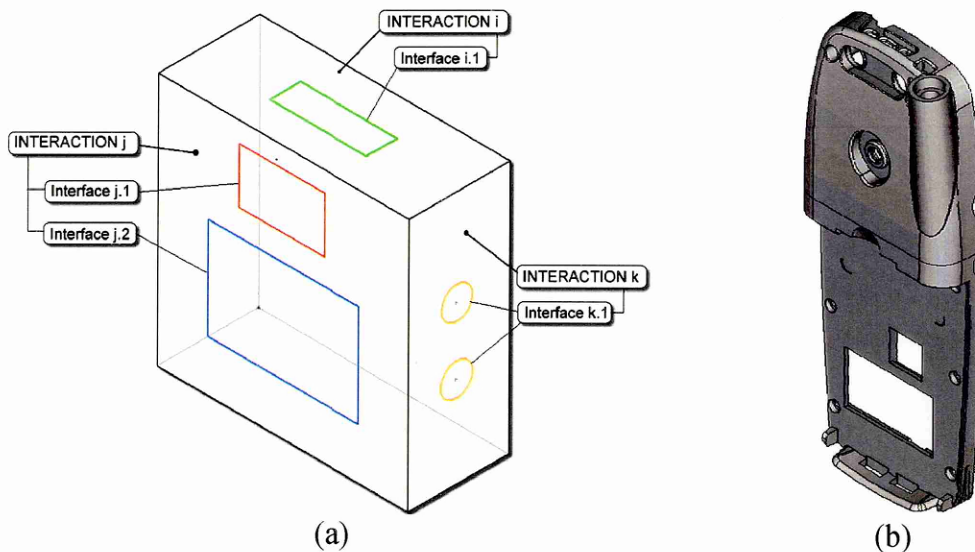 INTERACTION i
Interface i.1
INTERACTION j
Interface j.1
Interface j.2
INTERACTION k
Interface k.1
(a)
(b)